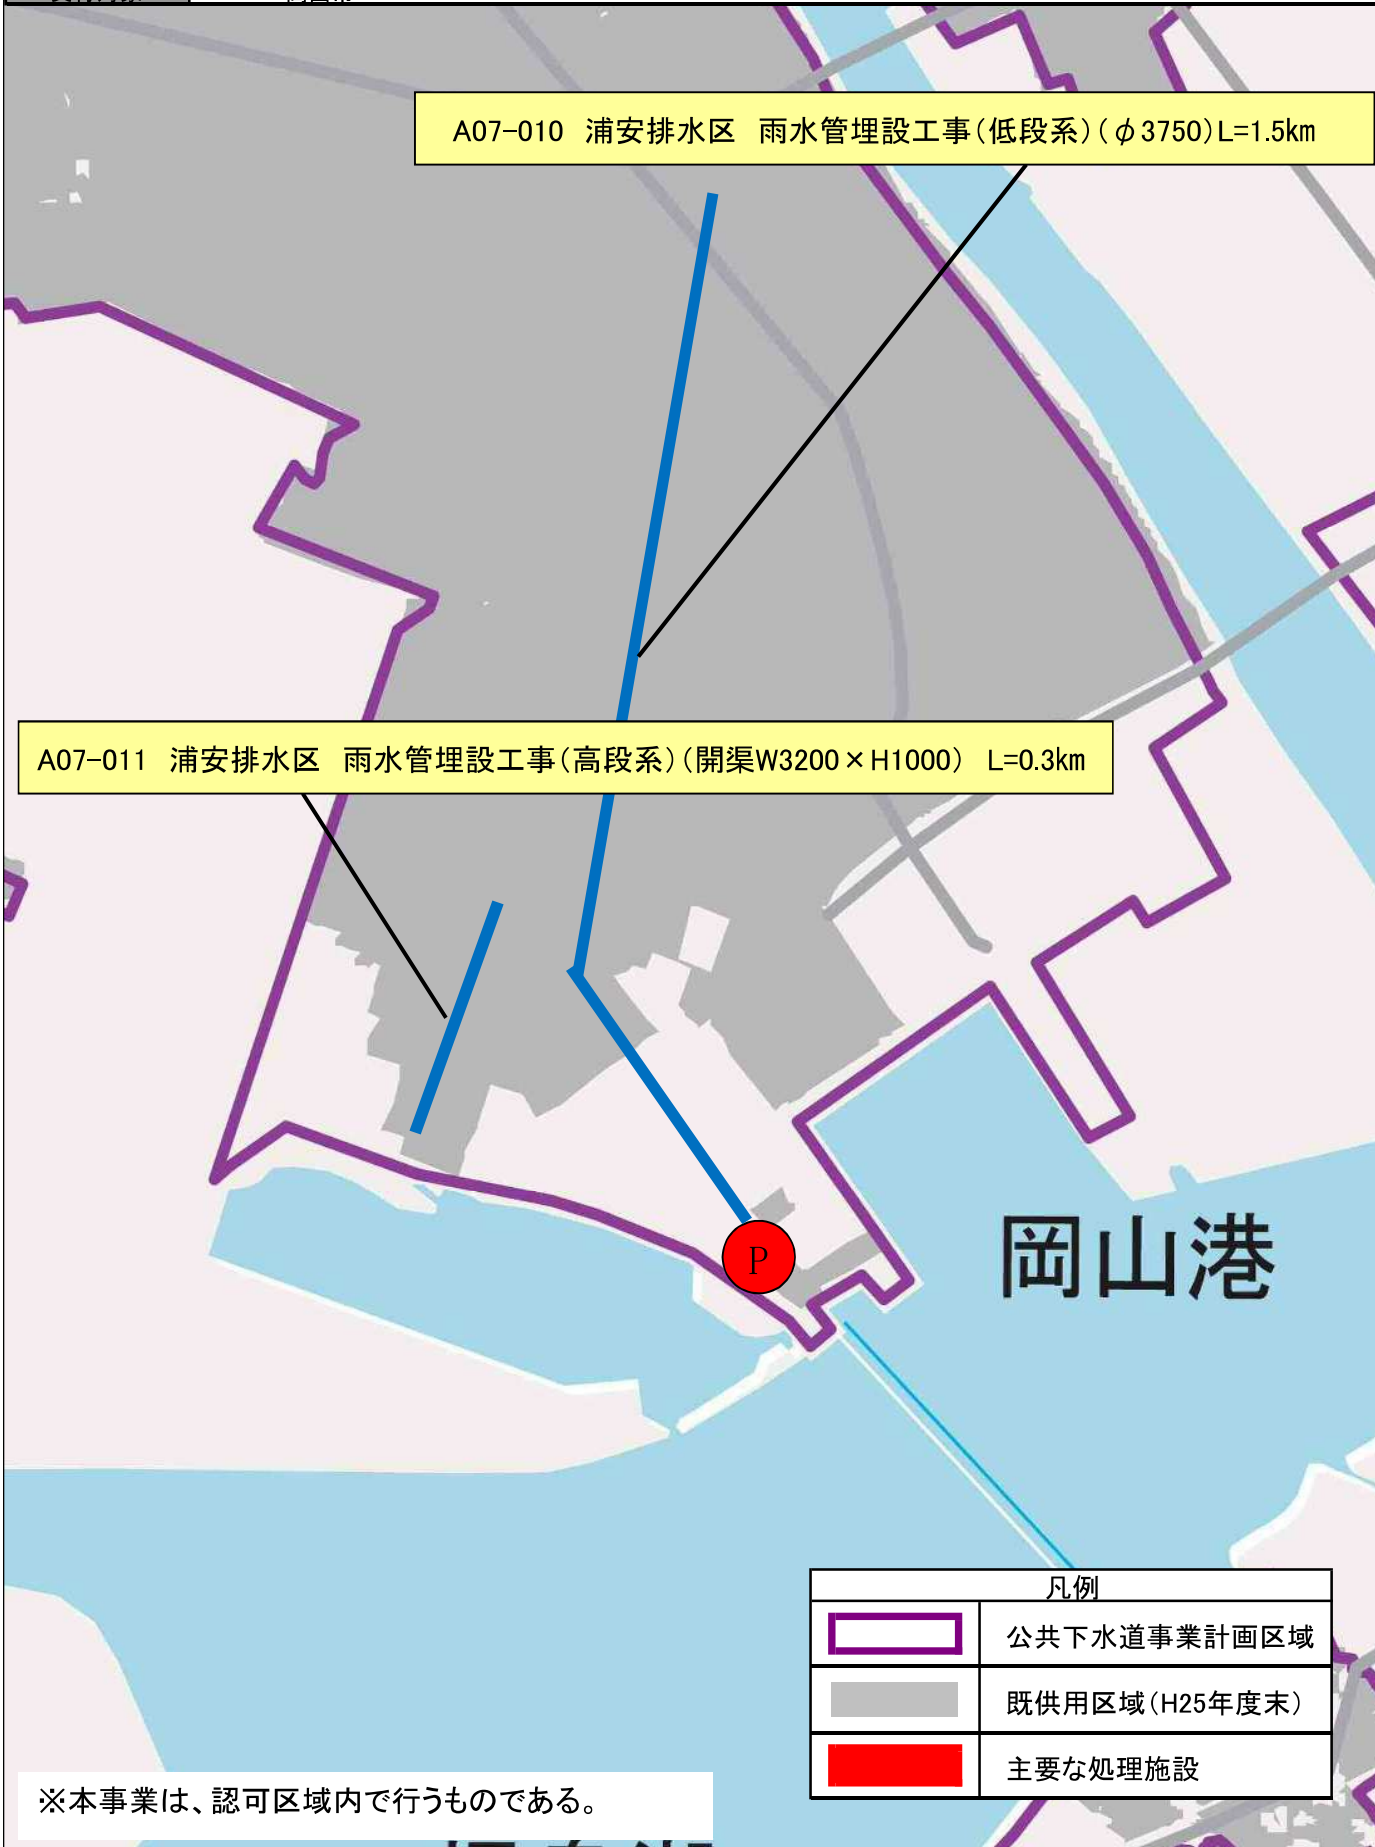 A07-010 浦安排水区 雨水管埋設工事(低段系)(φ3750)L=1.5km
A07-011 浦安排水区 雨水管埋設工事(高段系)(開渠W3200×H1000) L=0.3km
P
岡山港
凡例
公共下水道事業計画区域
既供用区域(H25年度末)
主要な処理施設
※本事業は、認可区域内で行うものである。